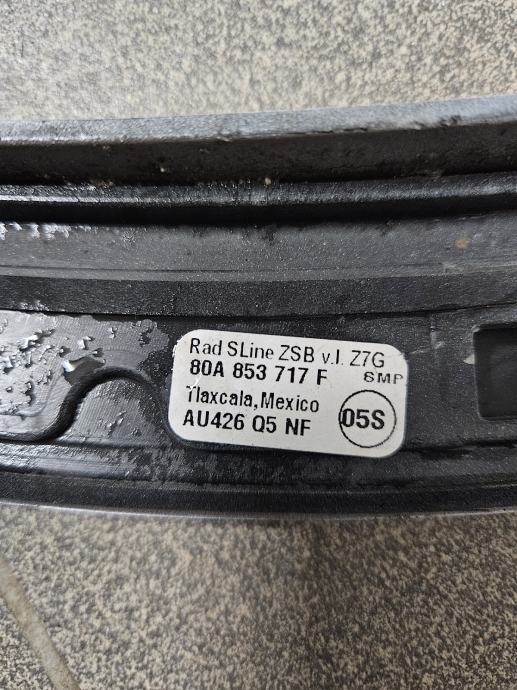 Rad SLine ZSB v.l. Z7G
80A 853 717 F SMP
Tlaxcala,Mexico
05S
AU426 Q5 NF